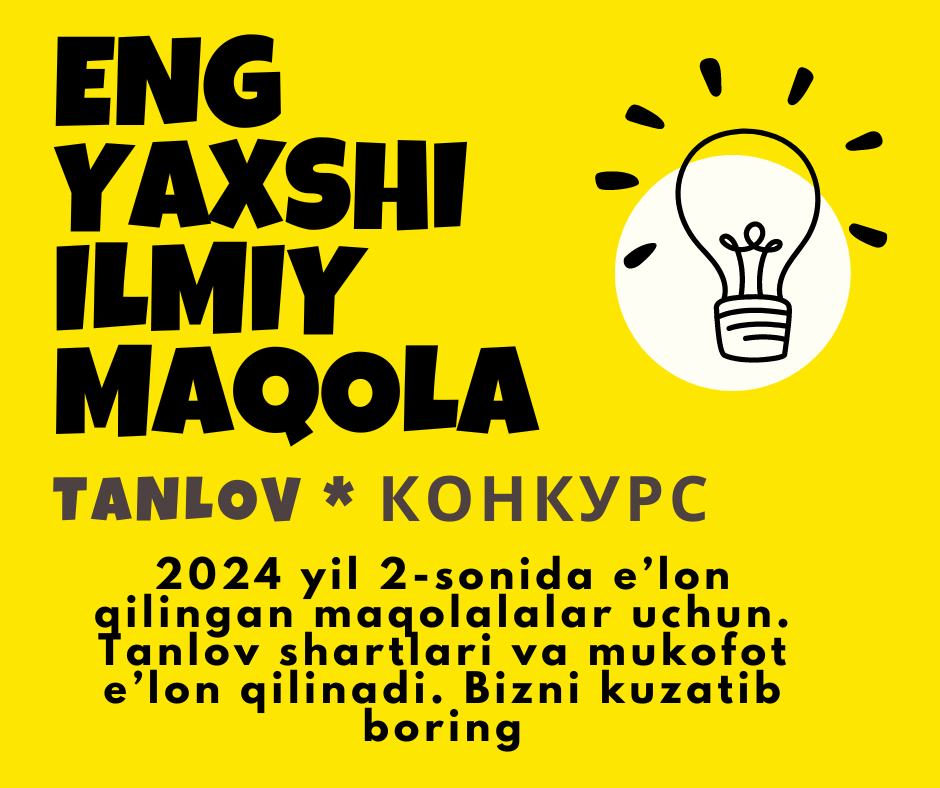 ENG
YAXSHI
ILMIY
MAQOLA
TANLOV * КОНКУРС
2024 yil 2-sonida e’lon
qilingan maqolalalar uchun.
Tanlov shartlari va mukofot
e’lon qilinadi. Bizni kuzatib
boring